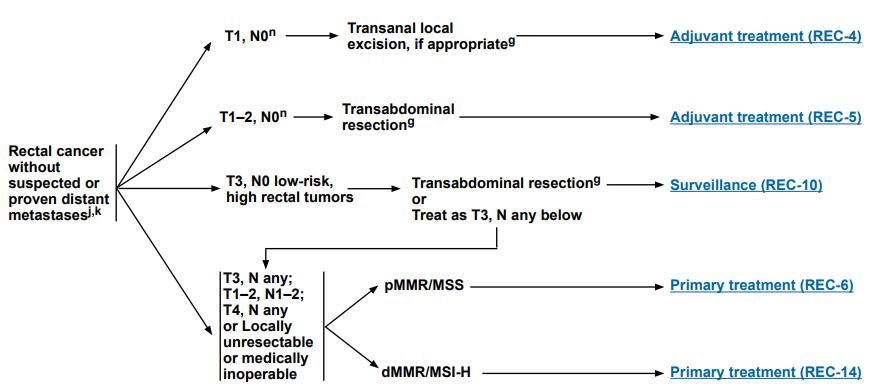 T1, N0n
Transanal local
excision, if appropriateg
Adjuvant treatment (REC-4)
T1–2, N0n
Transabdominal
resectiong
Adjuvant treatment (REC-5)
Rectal cancer
without
suspected or
proven distant
metastasesj,k
T3, N0 low-risk,
high rectal tumors
Transabdominal resectiong
or
Treat as T3, N any below
Surveillance (REC-10)
T3, N any;
T1–2, N1–2;
T4, N any
or Locally
unresectable
or medically
inoperable
pMMR/MSS
Primary treatment (REC-6)
dMMR/MSI-H
Primary treatment (REC-14)